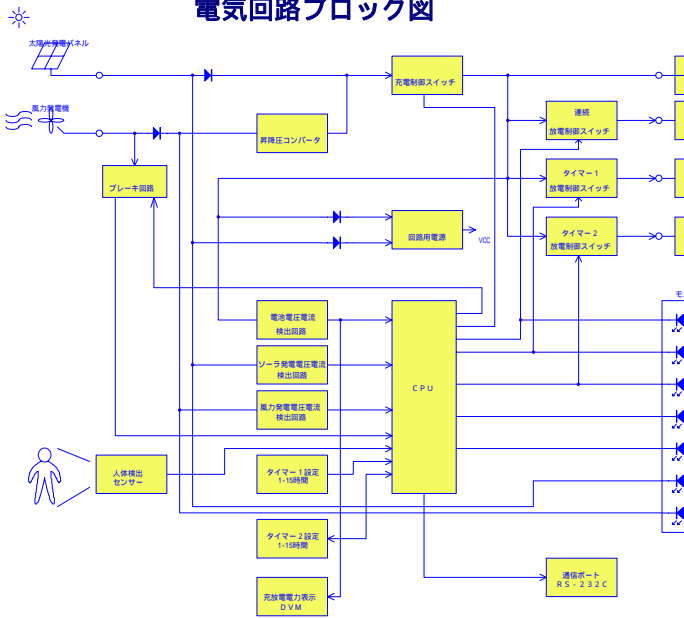 電気回路ブロック図
太陽光発電パネル
風力発電機
ブレーキ回路
昇降圧コンバータ
充電制御スイッチ
連続
放電制御スイッチ
タイマー1
放電制御スイッチ
タイマー2
放電制御スイッチ
回路用電源
VCC
電池電圧電流
検出回路
ソーラ発電電圧電流
検出回路
風力発電電圧電流
検出回路
CPU
人体検出
センサー
タイマー1設定
1-15時間
タイマー2設定
1-15時間
充放電電力表示
DVM
通信ポート
RS-232C
モ